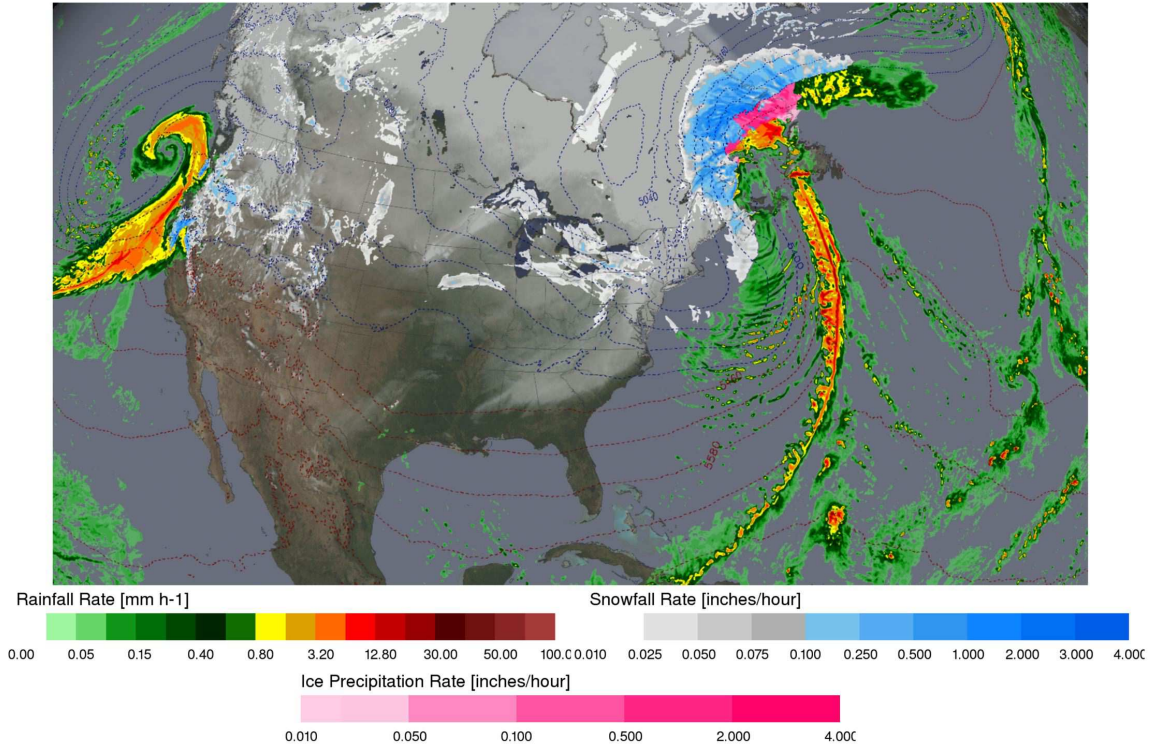 5040
5580
Rainfall Rate [mm h-1]
Snowfall Rate [inches/hour]
0.00 0.05 0.15 0.40 0.80 3.20 12.80 30.00 50.00 100.0
0.010 0.025 0.050 0.075 0.100 0.250 0.500 1.000 2.000 3.000 4.000
Ice Precipitation Rate [inches/hour]
0.010 0.050 0.100 0.500 2.000 4.000